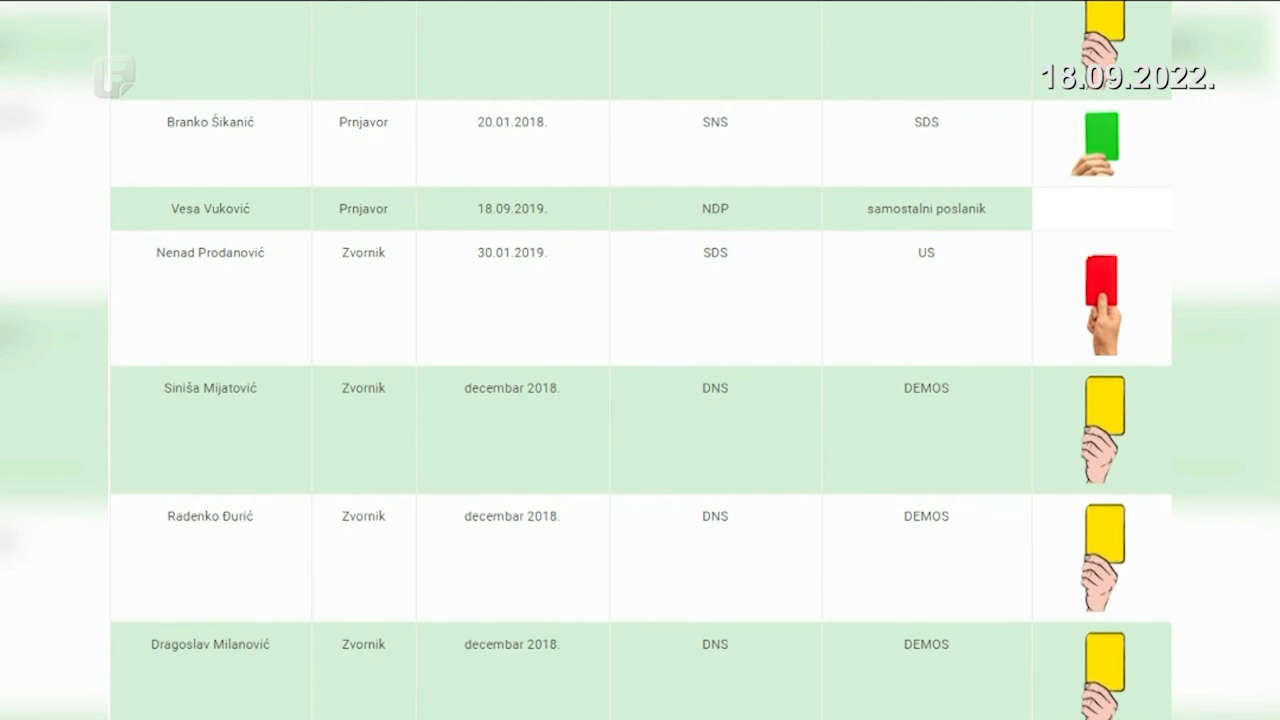 18.09.2022.
Branko Šikanić Prnjavor 20.01.2018. SNS SDS
Vesa Vuković Prnjavor 18.09.2019. NDP samostalni poslanik
Nenad Prodanović Zvornik 30.01.2019. SDS US
Siniša Mijatović Zvornik decembar 2018. DNS DEMOS
Radenko Đurić Zvornik decembar 2018. DNS DEMOS
Dragoslav Milanović Zvornik decembar 2018. DNS DEMOS